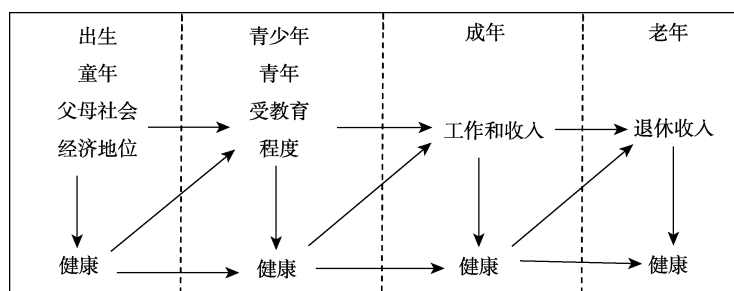 出生
童年
父母社会
经济地位
健康
青少年
青年
受教育
程度
健康
成年
工作和收入
健康
老年
退休收入
健康